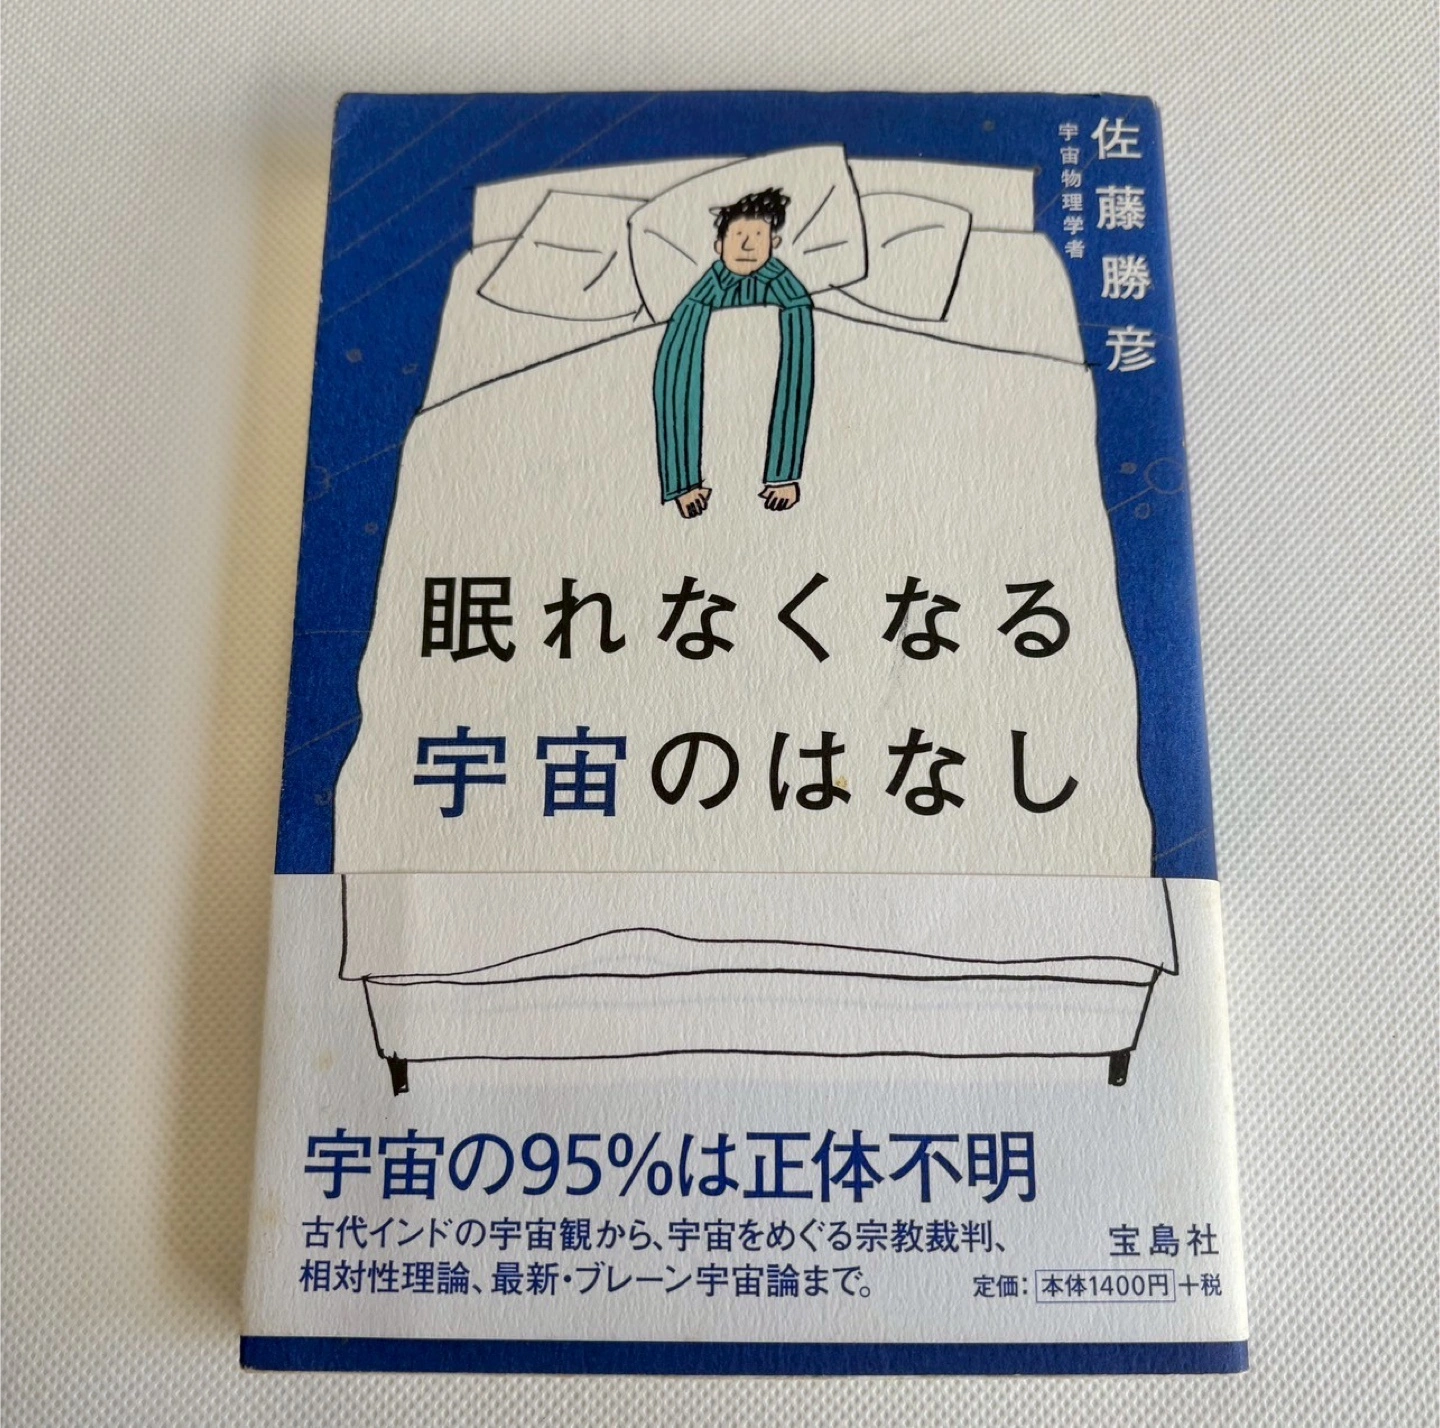 佐藤勝彦
宇宙物理学者
眠れなくなる
宇宙のはなし
宇宙の95%は正体不明
古代インドの宇宙観から、宇宙をめぐる宗教裁判、
相対性理論、最新・ブレーン宇宙論まで。
宝島社
定価：本体1400円＋税